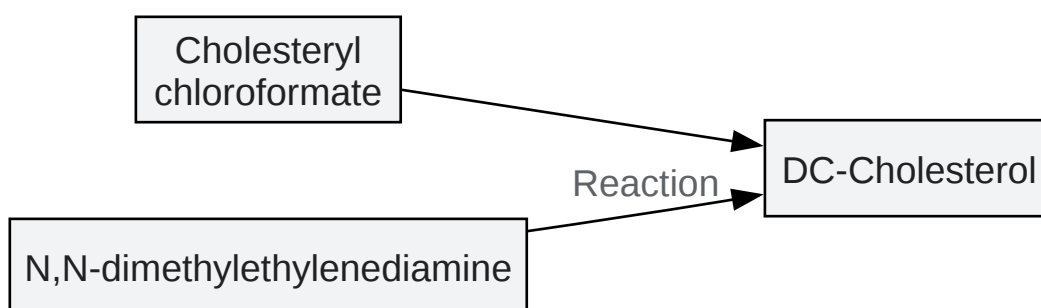 Cholesteryl
chloroformate
DC-Cholesterol
Reaction
N,N-dimethylethylenediamine